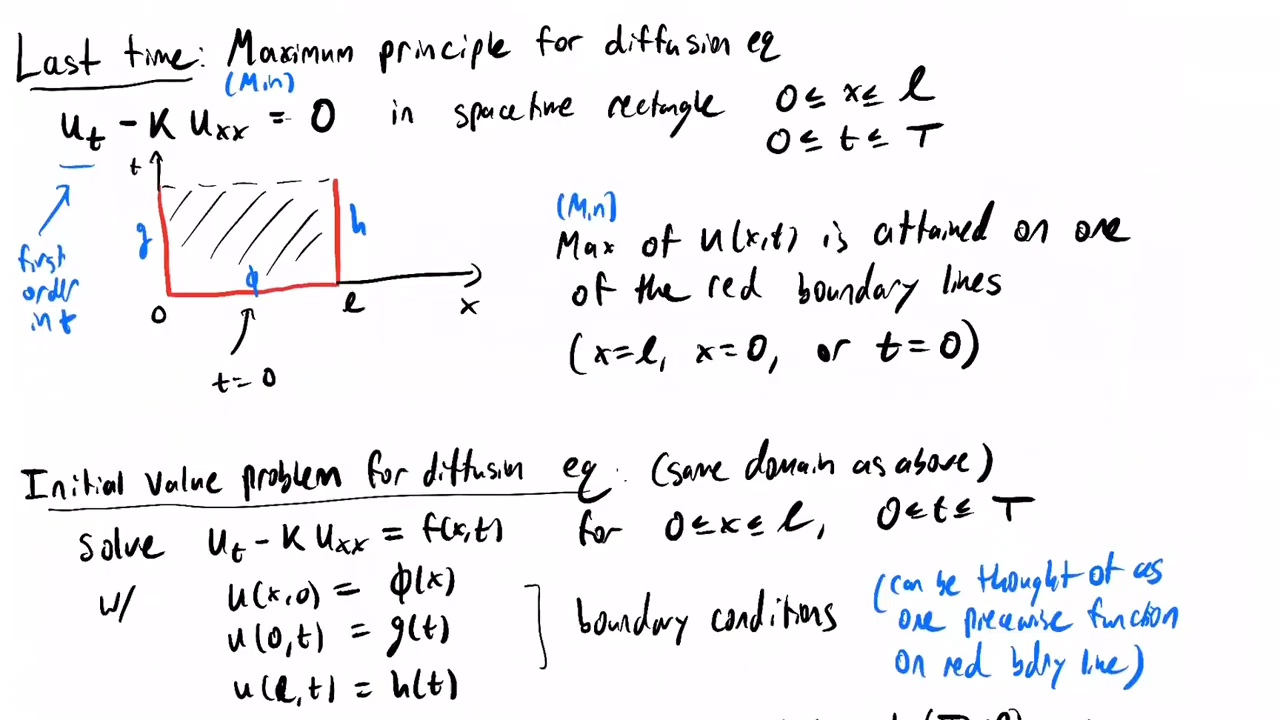 Last time: Maximum principle for diffusion eq
(Min)
u_t - K u_xx = 0 in spacetime rectangle 0 ≤ x ≤ l
0 ≤ t ≤ T
t
g
h
ϕ
first
order
in t
0
l
x
t = 0
(Min)
Max of u(x,t) is attained on one
of the red boundary lines
(x=l, x=0, or t=0)
Initial value problem for diffusion eq: (same domain as above)
solve u_t - K u_xx = f(x,t) for 0 ≤ x ≤ l, 0 ≤ t ≤ T
w/ u(x,0) = ϕ(x)
u(0,t) = g(t)
u(l,t) = h(t)
boundary conditions
(can be thought of as
one piecewise function
on red bdry line)